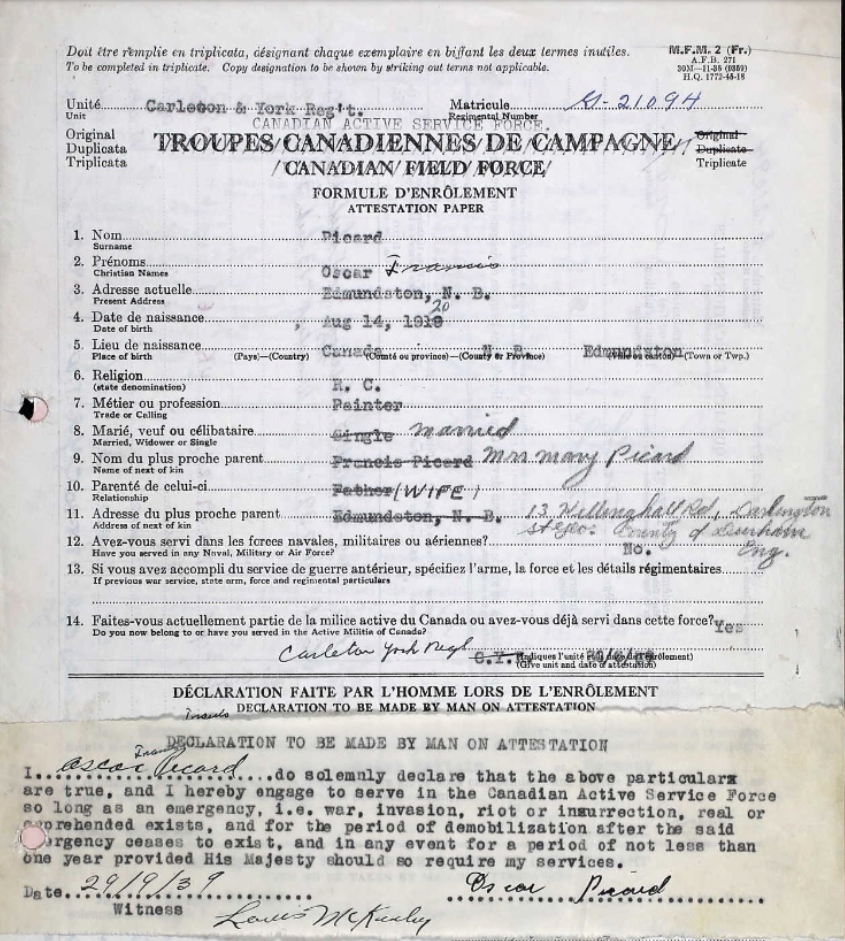 Doit être remplie en triplicata, désignant chaque exemplaire en biffant les deux termes inutiles.
M.F.M. 2 (Fr.)
To be completed in triplicate. Copy designation to be shown by striking out terms not applicable.
A.F.B. 271
30M—11-38 (0359)
H.Q. 1772-45-18
Unité Carleton & York Regtt. Matricule G-21094
Unit Regimental Number
CANADIAN ACTIVE SERVICE FORCE.
Original TROUPES CANADIENNES DE CAMPAGNE Original
Duplicata Duplicate
Triplicata CANADIAN FIELD FORCE Triplicate
FORMULE D'ENRÔLEMENT
ATTESTATION PAPER
1. Nom Picard
Surname
2. Prénoms Oscar Francis
Christian Names
3. Adresse actuelle Edmundston, N. B.
Present Address
4. Date de naissance Aug 14, 1919 20
Date of birth
5. Lieu de naissance (Pays)—(Country) Canada (Comté ou province)—(County or Province) N. B. Edmundston (Town or Twp.)
Place of birth
6. Religion R. C.
(state denomination)
7. Métier ou profession Painter
Trade or Calling
8. Marié, veuf ou célibataire Single Married
Married, Widower or Single
9. Nom du plus proche parent Francis Picard Mrs Mary Picard
Name of next of kin
10. Parenté de celui-ci Father (WIFE)
Relationship
11. Adresse du plus proche parent Edmundston, N. B. 13 Rd, Darlington
Address of next of kin County of Durham
12. Avez-vous servi dans les forces navales, militaires ou aériennes? No. Eng.
Have you served in any Naval, Military or Air Force?
13. Si vous avez accompli du service de guerre antérieur, spécifiez l'arme, la force et les détails régimentaires
If previous war service, state arm, force and regimental particulars
14. Faites-vous actuellement partie de la milice active du Canada ou avez-vous déjà servi dans cette force? Yes
Do you now belong to or have you served in the Active Militia of Canada?
Carleton York Regt (Indiquez l'unité et la date de l'enrôlement)
(Give unit and date of attestation)
DÉCLARATION FAITE PAR L'HOMME LORS DE L'ENRÔLEMENT
DECLARATION TO BE MADE BY MAN ON ATTESTATION
Francis
DECLARATION TO BE MADE BY MAN ON ATTESTATION
Francis
I..Oscar Picard....do solemnly declare that the above particulars
are true, and I hereby engage to serve in the Canadian Active Service Force
so long as an emergency, i.e. war, invasion, riot or insurrection, real or
apprehended exists, and for the period of demobilization after the said
emergency ceases to exist, and in any event for a period of not less than
one year provided His Majesty should so require my services.
Date..29/9/39 Oscar Picard
Witness Louis